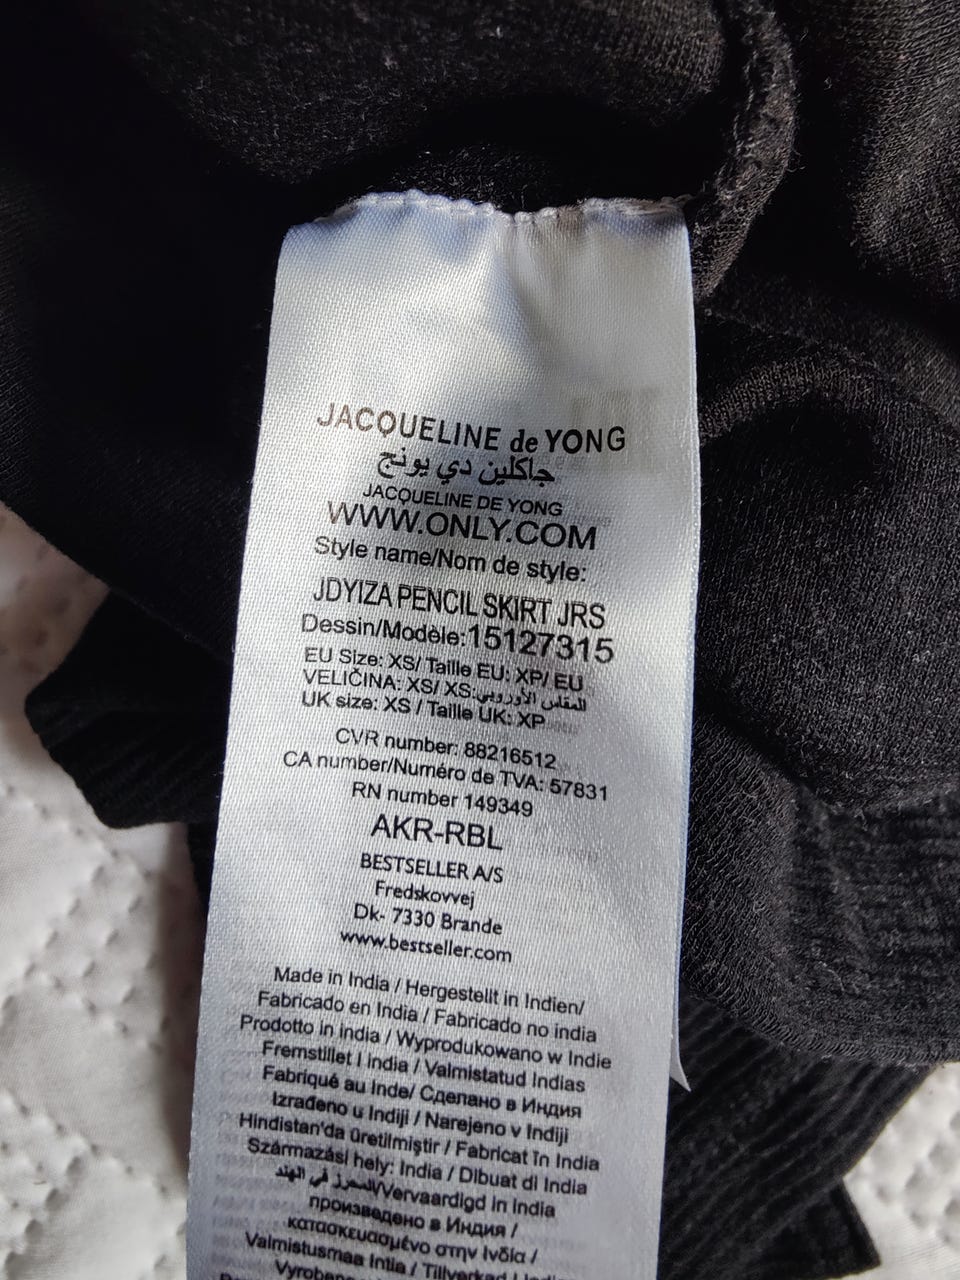 JACQUELINE de YONG
جاكلين دي يونج
JACQUELINE DE YONG
WWW.ONLY.COM
Style name/Nom de style:
JDYIZA PENCIL SKIRT JRS
Dessin/Modèle:15127315
EU Size: XS/ Taille EU: XP/ EU
VELIČINA: XS/ XS:المقاس الأوروبي
UK size: XS / Taille UK: XP
CVR number: 88216512
CA number/Numéro de TVA: 57831
RN number 149349
AKR-RBL
BESTSELLER A/S
Fredskovvej
Dk- 7330 Brande
www.bestseller.com
Made in India / Hergestellt in Indien/
Fabricado en India / Fabricado no india
Prodotto in india / Wyprodukowano w Indie
Fremstillet I India / Valmistatud Indias
Fabriqué au Inde/ Сделано в Индия
Izrađeno u Indiji / Narejeno v Indiji
Hindistan'da üretilmiştir / Fabricat în India
Származási hely: India / Dibuat di India
المحرز في الهند/Vervaardigd in India
произведено в Индия /
κατασκευασμένο στην Ινδία /
Valmistusmaa Intia / Tillverkad I Indien